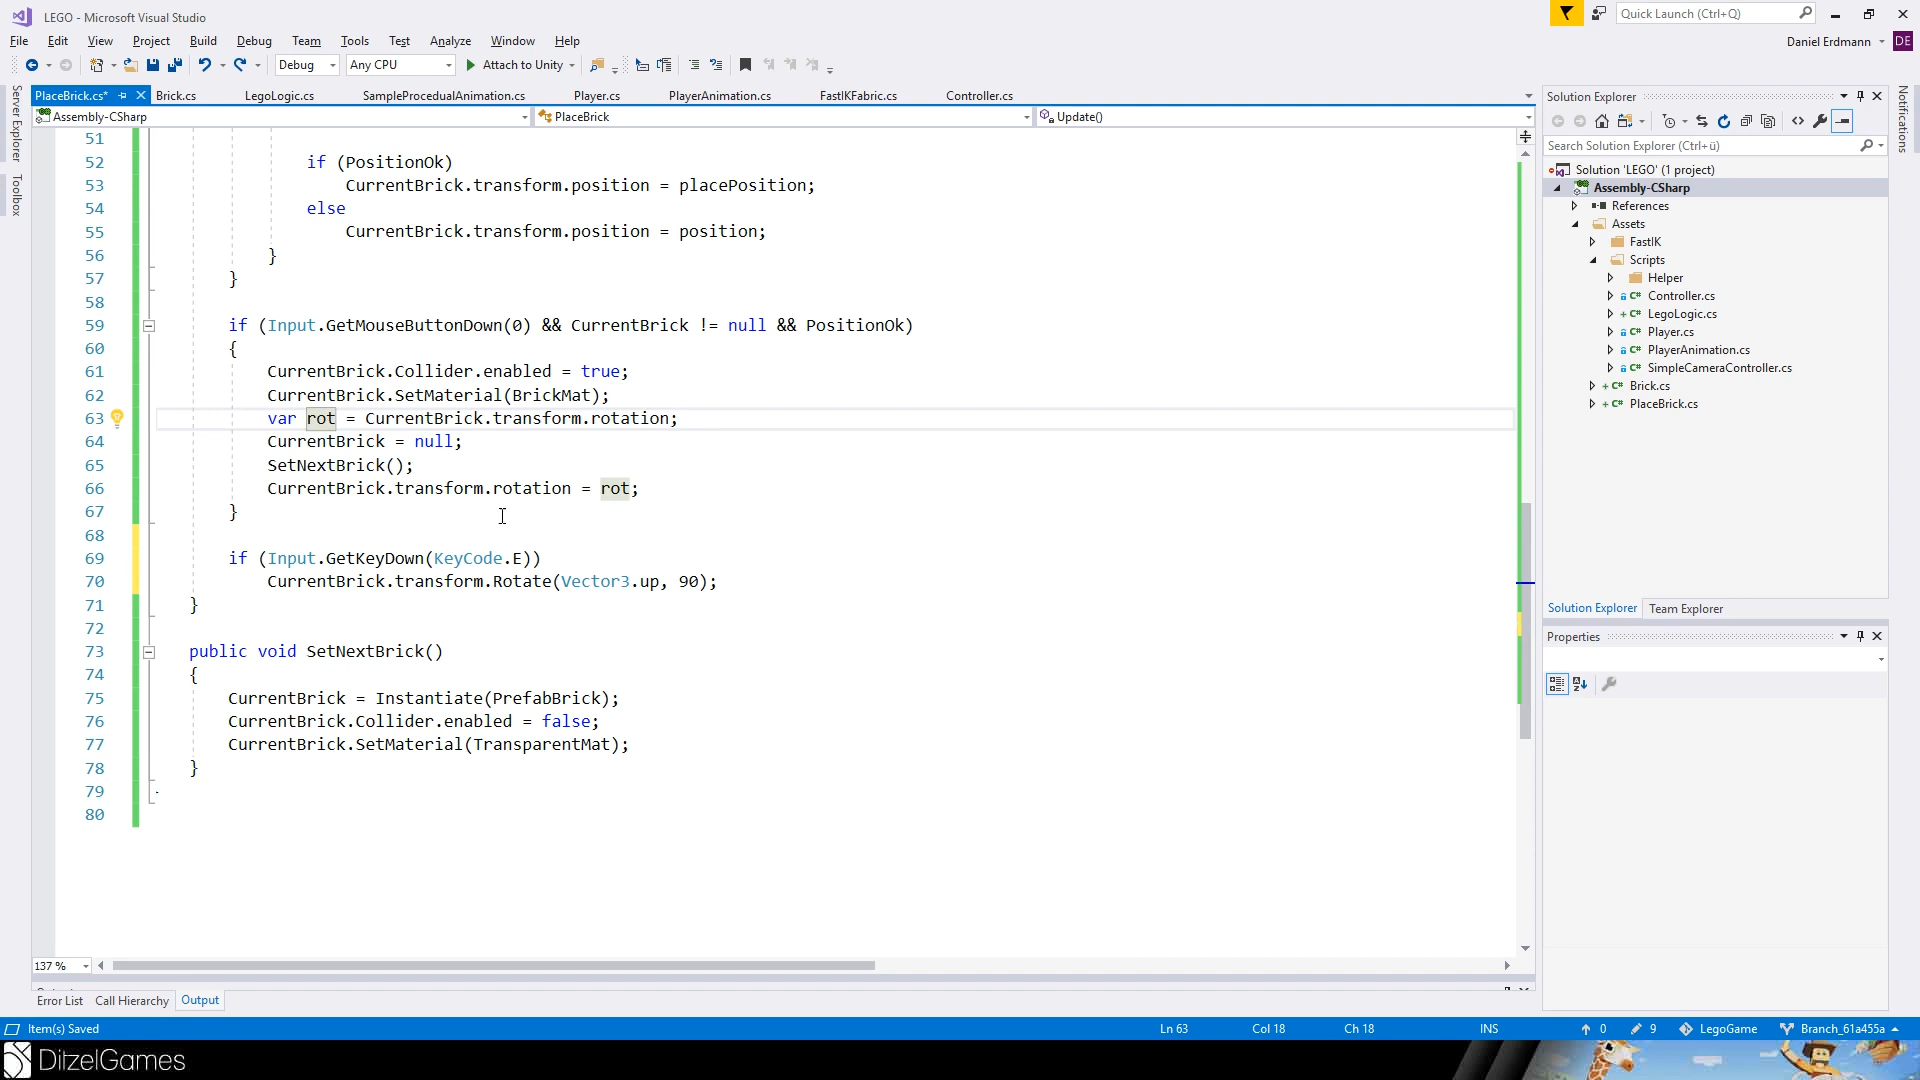 LEGO - Microsoft Visual Studio
Quick Launch (Ctrl+Q)
File Edit View Project Build Debug Team Tools Test Analyze Window Help
Daniel Erdmann DE
Debug Any CPU Attach to Unity
PlaceBrick.cs* Brick.cs LegoLogic.cs SampleProcedualAnimation.cs Player.cs PlayerAnimation.cs FastIKFabric.cs Controller.cs
Assembly-CSharp PlaceBrick Update()
Server Explorer
Toolbox
51
52 if (PositionOk)
53 CurrentBrick.transform.position = placePosition;
54 else
55 CurrentBrick.transform.position = position;
56 }
57 }
58
59 if (Input.GetMouseButtonDown(0) && CurrentBrick != null && PositionOk)
60 {
61 CurrentBrick.Collider.enabled = true;
62 CurrentBrick.SetMaterial(BrickMat);
63 var rot = CurrentBrick.transform.rotation;
64 CurrentBrick = null;
65 SetNextBrick();
66 CurrentBrick.transform.rotation = rot;
67 }
68
69 if (Input.GetKeyDown(KeyCode.E))
70 CurrentBrick.transform.Rotate(Vector3.up, 90);
71 }
72
73 public void SetNextBrick()
74 {
75 CurrentBrick = Instantiate(PrefabBrick);
76 CurrentBrick.Collider.enabled = false;
77 CurrentBrick.SetMaterial(TransparentMat);
78 }
79
80
137 %
Error List Call Hierarchy Output
Solution Explorer
Search Solution Explorer (Ctrl+ü)
Solution 'LEGO' (1 project)
Assembly-CSharp
References
Assets
FastIK
Scripts
Helper
C# Controller.cs
C# LegoLogic.cs
C# Player.cs
C# PlayerAnimation.cs
C# SimpleCameraController.cs
C# Brick.cs
C# PlaceBrick.cs
Solution Explorer Team Explorer
Properties
Notifications
Item(s) Saved Ln 63 Col 18 Ch 18 INS 0 9 LegoGame Branch_61a455a
DitzelGames